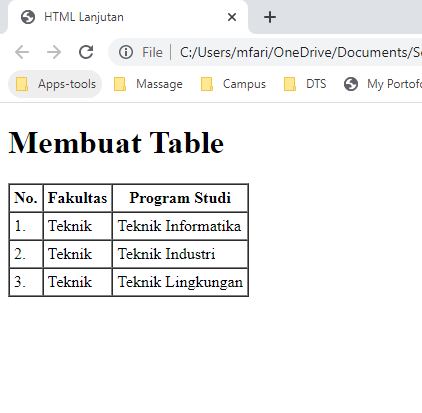 HTML Lanjutan
File | C:/Users/mfari/OneDrive/Documents/Se
Apps-tools Massage Campus DTS My Portofo
Membuat Table
No. Fakultas Program Studi
1. Teknik Teknik Informatika
2. Teknik Teknik Industri
3. Teknik Teknik Lingkungan